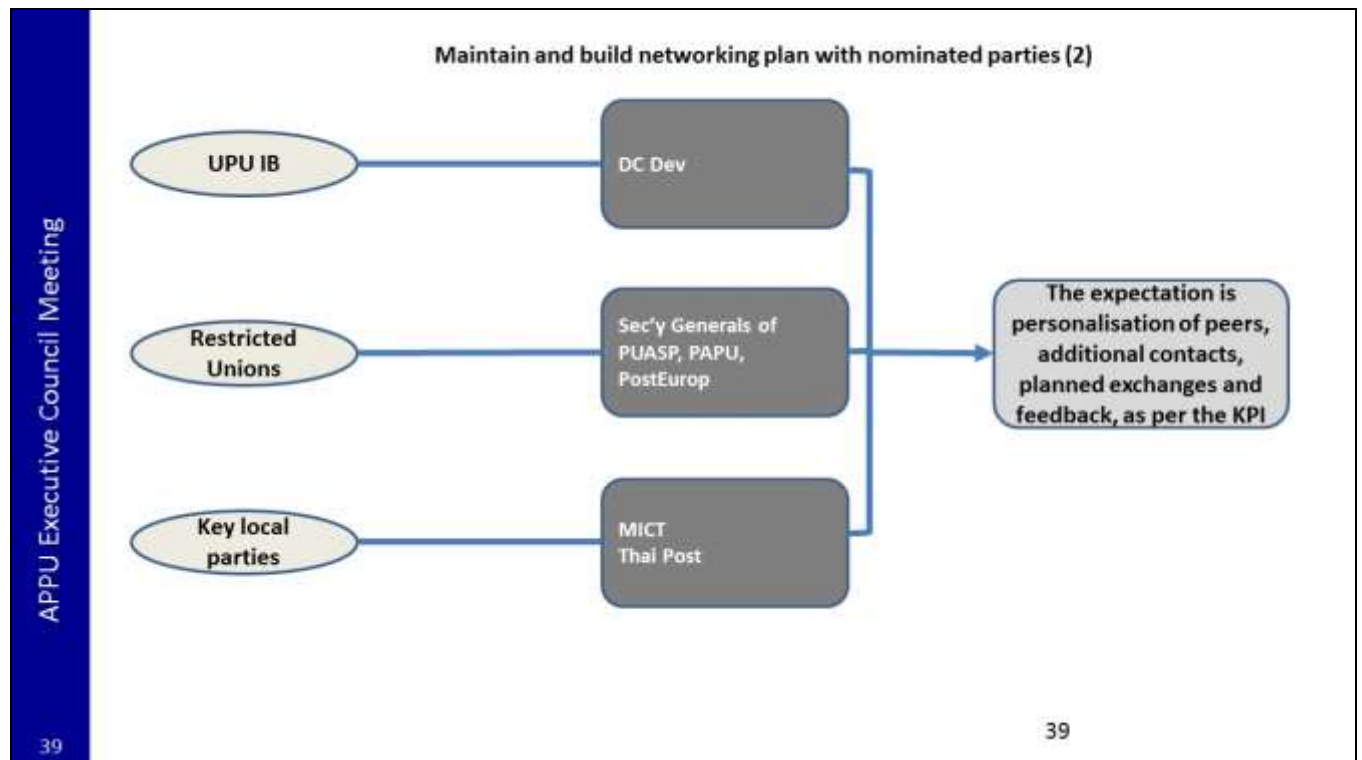 Maintain and build networking plan with nominated parties (2)
UPU IB
DC Dev
Restricted
Unions
Sec'y Generals of
PUASP, PAPU,
PostEurop
The expectation is
personalisation of peers,
additional contacts,
planned exchanges and
feedback, as per the KPI
Key local
parties
MICT
Thai Post
APPU Executive Council Meeting
39
39